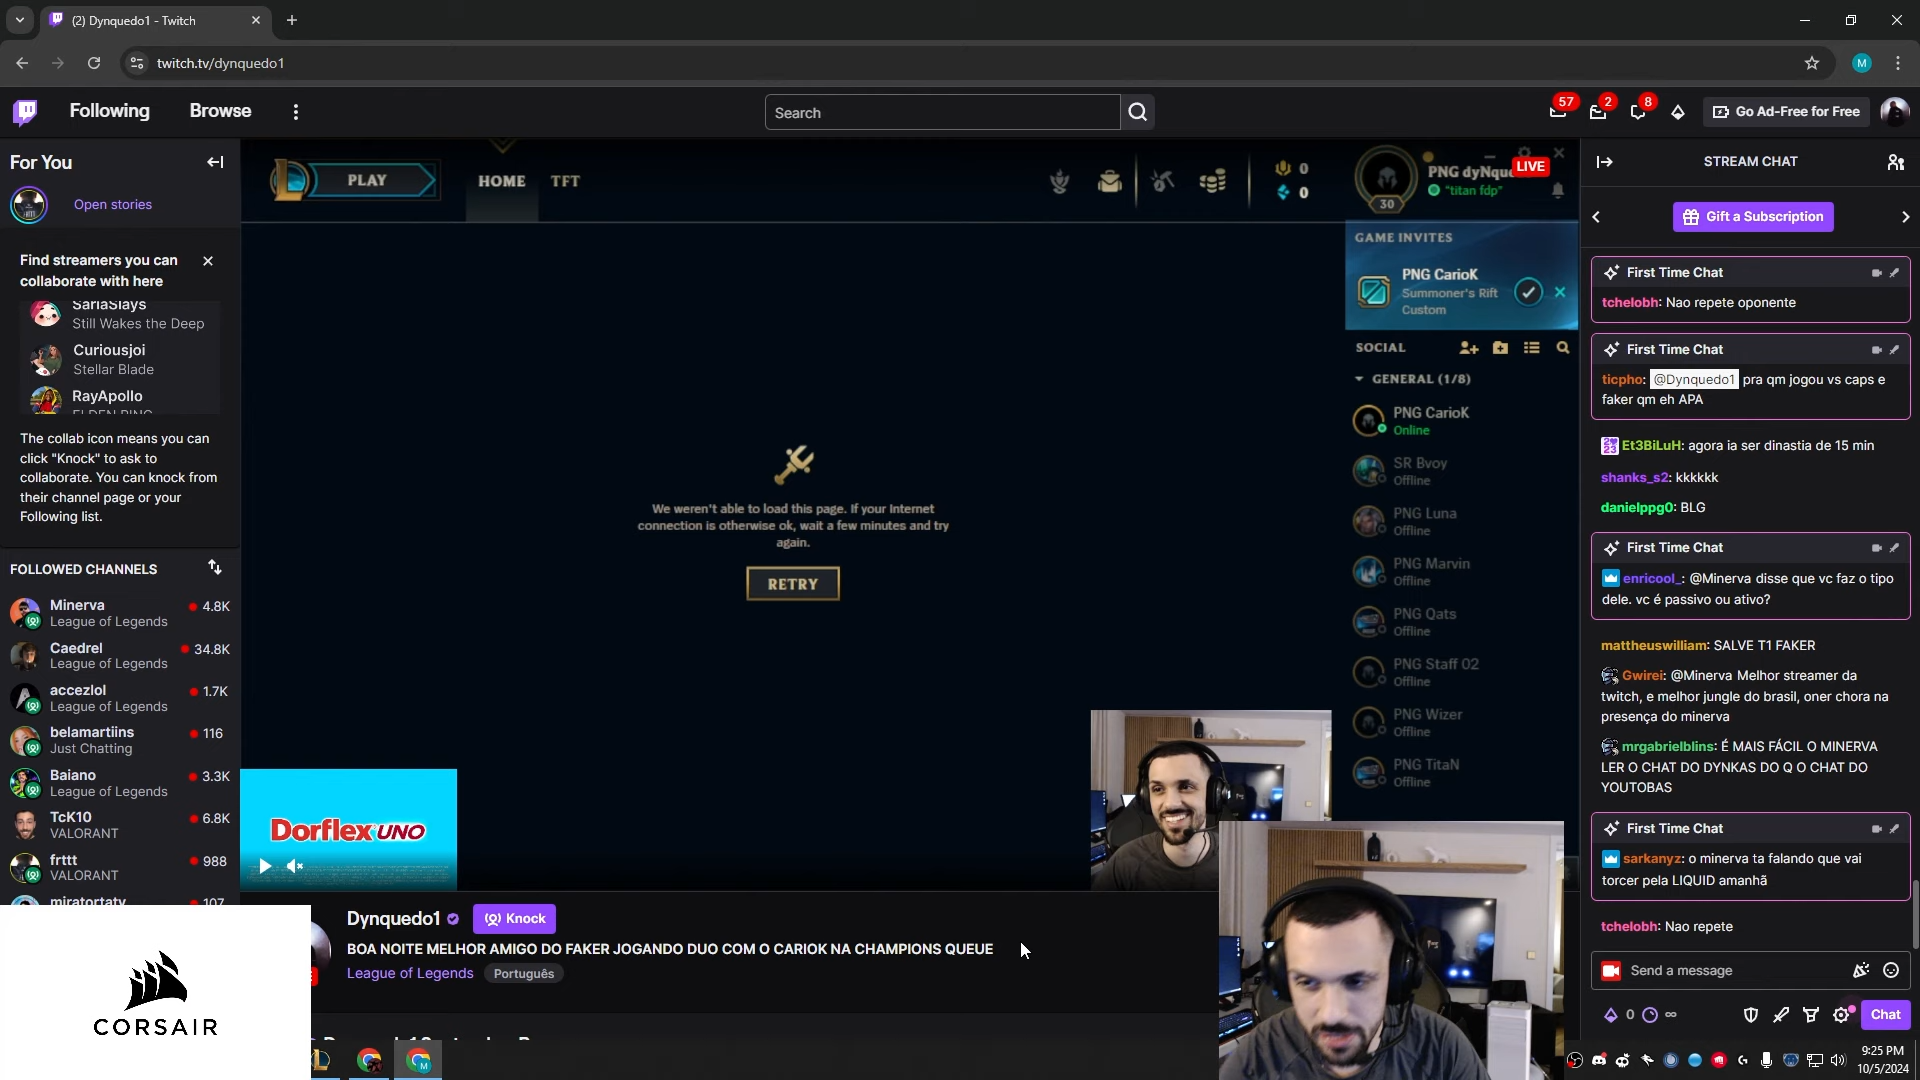 (2) Dynquedo1 - Twitch
twitch.tv/dynquedo1
M
Following
Browse
Search
57
2
8
Go Ad-Free for Free
For You
Open stories
Find streamers you can
collaborate with here
SarlaSlays
Still Wakes the Deep
Curiousjoi
Stellar Blade
RayApollo
ELDEN RING
The collab icon means you can
click "Knock" to ask to
collaborate. You can knock from
their channel page or your
Following list.
FOLLOWED CHANNELS
Minerva
4.8K
League of Legends
Caedrel
34.8K
League of Legends
accezlol
1.7K
League of Legends
belamartiins
116
Just Chatting
Baiano
3.3K
League of Legends
TcK10
6.8K
VALORANT
frttt
988
VALORANT
miratortaty
107
CORSAIR
PLAY
HOME
TFT
0
0
30
PNG dyNque
"titan fdp"
LIVE
GAME INVITES
PNG CarioK
Summoner's Rift
Custom
SOCIAL
GENERAL (1/8)
PNG CarioK
Online
SR Bvoy
Offline
PNG Luna
Offline
PNG Marvin
Offline
PNG Qats
Offline
PNG Staff 02
Offline
PNG Wizer
Offline
PNG TitaN
Offline
We weren't able to load this page. If your Internet
connection is otherwise ok, wait a few minutes and try
again.
RETRY
Dorflex UNO
Dynquedo1
Knock
BOA NOITE MELHOR AMIGO DO FAKER JOGANDO DUO COM O CARIOK NA CHAMPIONS QUEUE
League of Legends
Português
STREAM CHAT
Gift a Subscription
First Time Chat
tchelobh: Nao repete oponente
First Time Chat
ticpho: @Dynquedo1 pra qm jogou vs caps e
faker qm eh APA
Et3BiLuH: agora ia ser dinastia de 15 min
shanks_s2: kkkkkk
danielppg0: BLG
First Time Chat
enricool_: @Minerva disse que vc faz o tipo
dele. vc é passivo ou ativo?
mattheuswilliam: SALVE T1 FAKER
Gwirei: @Minerva Melhor streamer da
twitch, e melhor jungle do brasil, oner chora na
presença do minerva
mrgabrielblins: É MAIS FÁCIL O MINERVA
LER O CHAT DO DYNKAS DO Q O CHAT DO
YOUTOBAS
First Time Chat
sarkanyz: o minerva ta falando que vai
torcer pela LIQUID amanhã
tchelobh: Nao repete
Send a message
0
∞
Chat
9:25 PM
10/5/2024